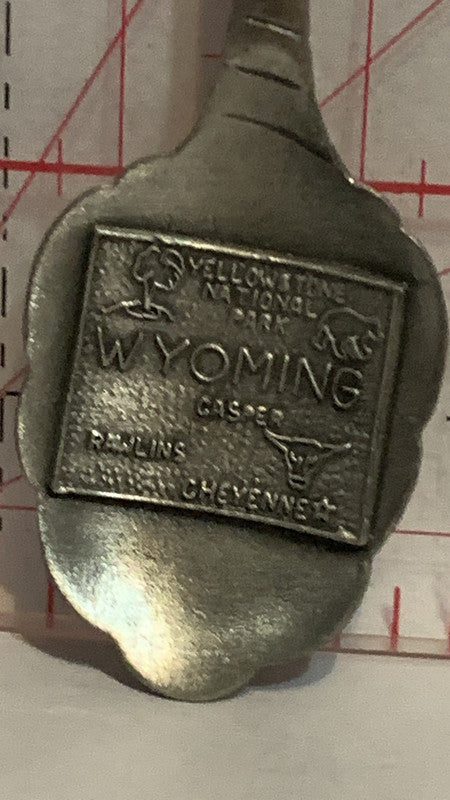 YELLOWSTONE
NATIONAL
PARK
WYOMING
CASPER
RAWLINS
CHEYENNE